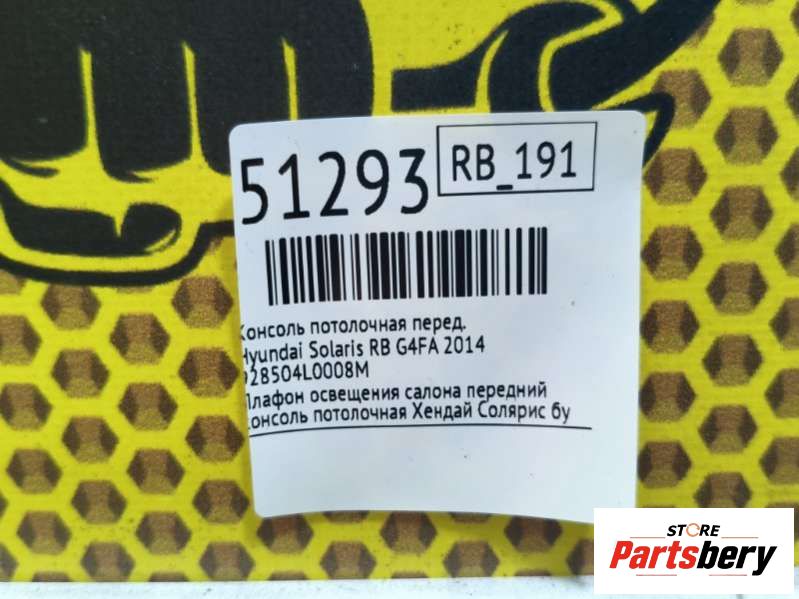 51293
RB_191
Консоль потолочная перед.
Hyundai Solaris RB G4FA 2014
928504L0008M
Плафон освещения салона передний
Консоль потолочная Хендай Солярис бу
STORE
Partsbery